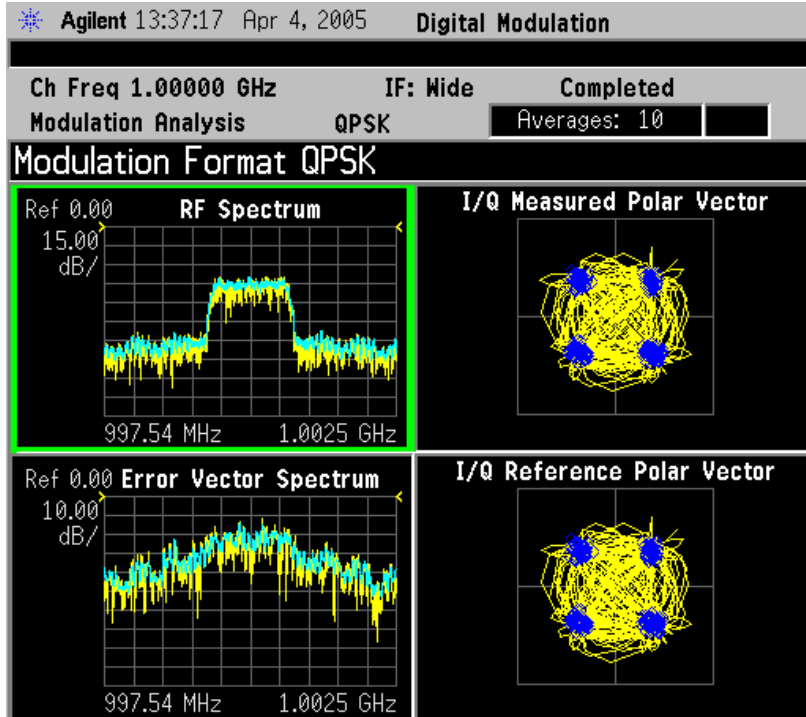 Agilent 13:37:17 Apr 4, 2005 Digital Modulation
Ch Freq 1.00000 GHz IF: Wide Completed
Modulation Analysis QPSK Averages: 10
Modulation Format QPSK
Ref 0.00 RF Spectrum
15.00
dB/
997.54 MHz 1.0025 GHz
I/Q Measured Polar Vector
Ref 0.00 Error Vector Spectrum
10.00
dB/
997.54 MHz 1.0025 GHz
I/Q Reference Polar Vector